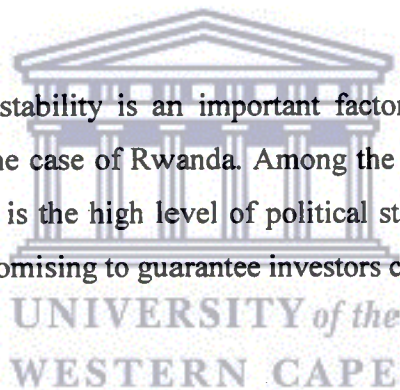 stability is an important factor
ne case of Rwanda. Among the
is the high level of political st
omising to guarantee investors c
UNIVERSITY of the
WESTERN CAPE